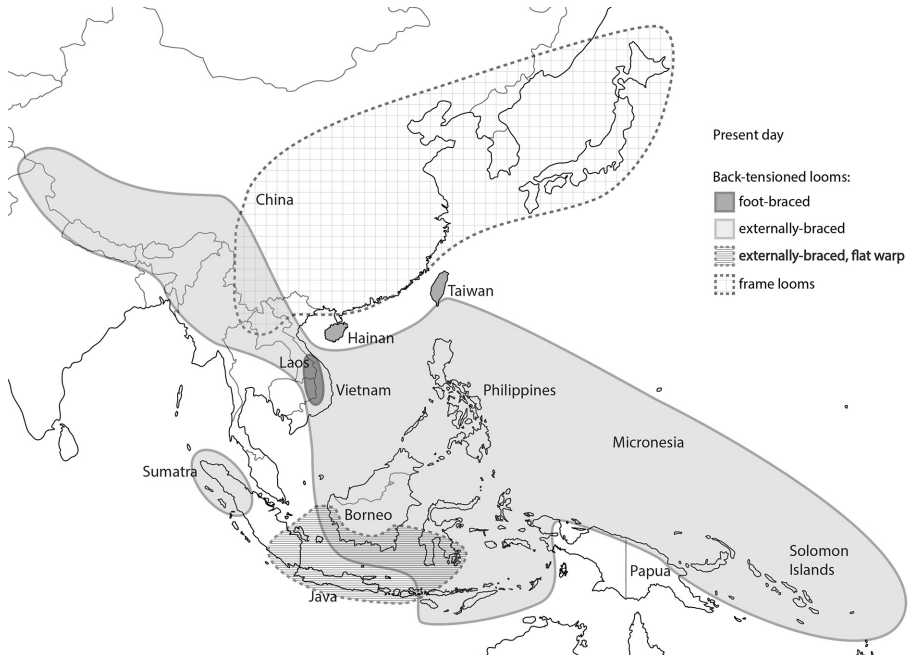 Present day
Back-tensioned looms:
foot-braced
externally-braced
externally-braced, flat warp
frame looms
China
Taiwan
Hainan
Laos
Vietnam
Philippines
Micronesia
Sumatra
Borneo
Solomon
Islands
Papua
Java